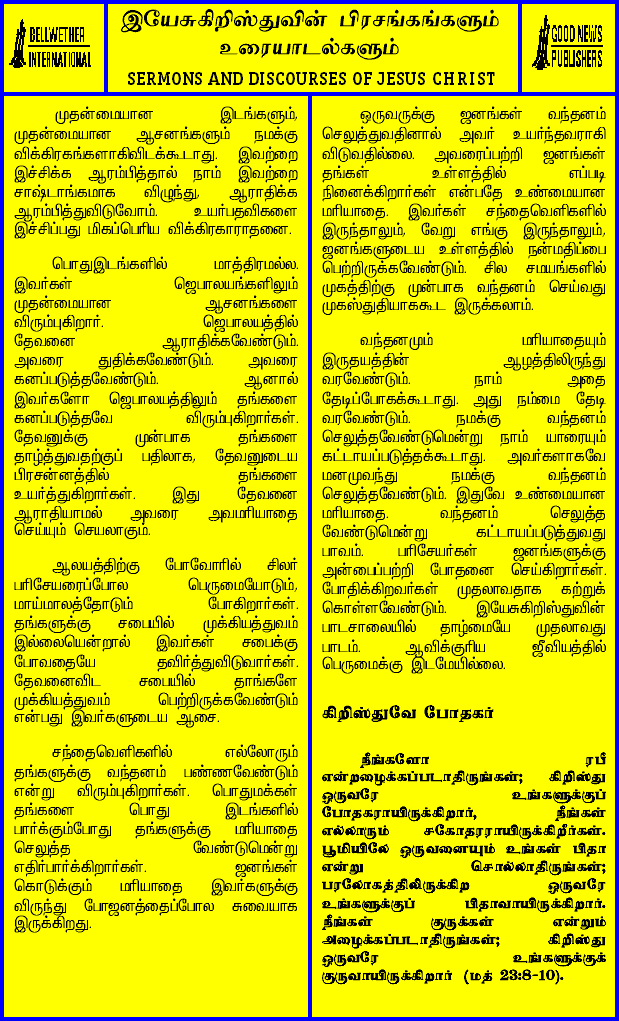 BELLWETHER
INTERNATIONAL
இயேசுகிறிஸ்துவின் பிரசங்கங்களும்
உரையாடல்களும்
SERMONS AND DISCOURSES OF JESUS CHRIST
GOOD NEWS
PUBLISHERS
முதன்மையான இடங்களும்,
முதன்மையான ஆசனங்களும் நமக்கு
விக்கிரகங்களாகிவிடக்கூடாது. இவற்றை
இச்சிக்க ஆரம்பித்தால் நாம் இவற்றை
சாஷ்டாங்கமாக விழுந்து, ஆராதிக்க
ஆரம்பித்துவிடுவோம். உயர்பதவிகளை
இச்சிப்பது மிகப்பெரிய விக்கிரகாராதனை.
பொதுஇடங்களில் மாத்திரமல்ல.
இவர்கள் ஜெபாலயங்களிலும்
முதன்மையான ஆசனங்களை
விரும்புகிறார். ஜெபாலயத்தில்
தேவனை ஆராதிக்கவேண்டும்.
அவரை துதிக்கவேண்டும். அவரை
கனப்படுத்தவேண்டும். ஆனால்
இவர்களோ ஜெபாலயத்திலும் தங்களை
கனப்படுத்தவே விரும்புகிறார்கள்.
தேவனுக்கு முன்பாக தங்களை
தாழ்த்துவதற்குப் பதிலாக, தேவனுடைய
பிரசன்னத்தில் தங்களை
உயர்த்துகிறார்கள். இது தேவனை
ஆராதியாமல் அவரை அவமரியாதை
செய்யும் செயலாகும்.
ஆலயத்திற்கு போவோரில் சிலர்
பரிசேயரைப்போல பெருமையோடும்,
மாய்மாலத்தோடும் போகிறார்கள்.
தங்களுக்கு சபையில் முக்கியத்துவம்
இல்லையென்றால் இவர்கள் சபைக்கு
போவதையே தவிர்த்துவிடுவார்கள்.
தேவனைவிட சபையில் தாங்களே
முக்கியத்துவம் பெற்றிருக்கவேண்டும்
என்பது இவர்களுடைய ஆசை.
சந்தைவெளிகளில் எல்லோரும்
தங்களுக்கு வந்தனம் பண்ணவேண்டும்
என்று விரும்புகிறார்கள். பொதுமக்கள்
தங்களை பொது இடங்களில்
பார்க்கும்போது தங்களுக்கு மரியாதை
செலுத்த வேண்டுமென்று
எதிர்பார்க்கிறார்கள். ஜனங்கள்
கொடுக்கும் மரியாதை இவர்களுக்கு
விருந்து போஜனத்தைப்போல சுவையாக
இருக்கிறது.
ஒருவருக்கு ஜனங்கள் வந்தனம்
செலுத்துவதினால் அவர் உயர்ந்தவராகி
விடுவதில்லை. அவரைப்பற்றி ஜனங்கள்
தங்கள் உள்ளத்தில் எப்படி
நினைக்கிறார்கள் என்பதே உண்மையான
மரியாதை. இவர்கள் சந்தைவெளிகளில்
இருந்தாலும், வேறு எங்கு இருந்தாலும்,
ஜனங்களுடைய உள்ளத்தில் நன்மதிப்பை
பெற்றிருக்கவேண்டும். சில சமயங்களில்
முகத்திற்கு முன்பாக வந்தனம் செய்வது
முகஸ்துதியாககூட இருக்கலாம்.
வந்தனமும் மரியாதையும்
இருதயத்தின் ஆழத்திலிருந்து
வரவேண்டும். நாம் அதை
தேடிப்போகக்கூடாது. அது நம்மை தேடி
வரவேண்டும். நமக்கு வந்தனம்
செலுத்தவேண்டுமென்று நாம் யாரையும்
கட்டாயப்படுத்தக்கூடாது. அவர்களாகவே
மனமுவந்து நமக்கு வந்தனம்
செலுத்தவேண்டும். இதுவே உண்மையான
மரியாதை. வந்தனம் செலுத்த
வேண்டுமென்று கட்டாயப்படுத்துவது
பாவம். பரிசேயர்கள் ஜனங்களுக்கு
அன்பைப்பற்றி போதனை செய்கிறார்கள்.
போதிக்கிறவர்கள் முதலாவதாக கற்றுக்
கொள்ளவேண்டும். இயேசுகிறிஸ்துவின்
பாடசாலையில் தாழ்மையே முதலாவது
பாடம். ஆவிக்குரிய ஜீவியத்தில்
பெருமைக்கு இடமேயில்லை.
கிறிஸ்துவே போதகர்
நீங்களோ ரபீ
என்றழைக்கப்படாதிருங்கள்; கிறிஸ்து
ஒருவரே உங்களுக்குப்
போதகராயிருக்கிறார், நீங்கள்
எல்லாரும் சகோதரராயிருக்கிறீர்கள்.
பூமியிலே ஒருவனையும் உங்கள் பிதா
என்று சொல்லாதிருங்கள்;
பரலோகத்திலிருக்கிற ஒருவரே
உங்களுக்குப் பிதாவாயிருக்கிறார்.
நீங்கள் குருக்கள் என்றும்
அழைக்கப்படாதிருங்கள்; கிறிஸ்து
ஒருவரே உங்களுக்குக்
குருவாயிருக்கிறார் (மத் 23:8-10).